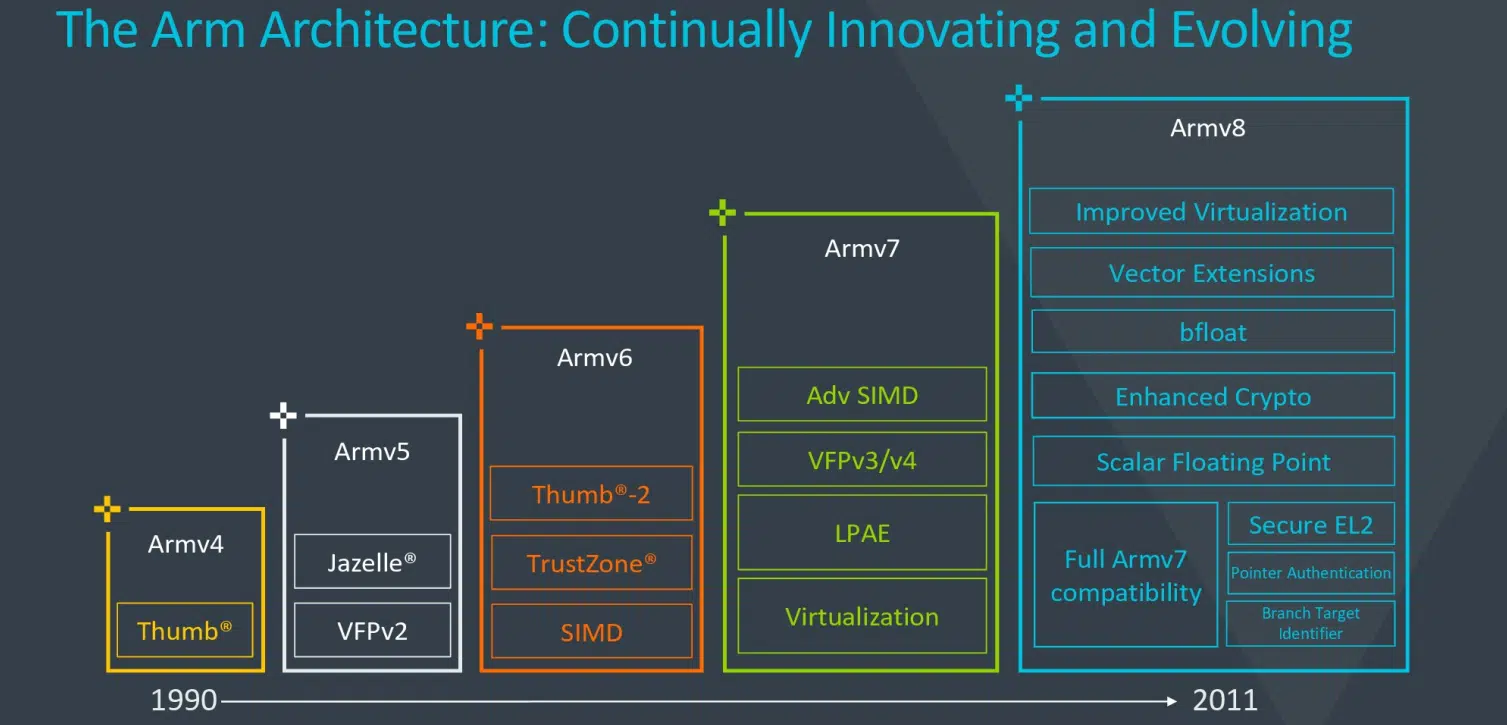 The Arm Architecture: Continually Innovating and Evolving
Armv4
Thumb®
Armv5
Jazelle®
VFPv2
Armv6
Thumb®-2
TrustZone®
SIMD
Armv7
Adv SIMD
VFPv3/v4
LPAE
Virtualization
Armv8
Improved Virtualization
Vector Extensions
bfloat
Enhanced Crypto
Scalar Floating Point
Full Armv7
compatibility
Secure EL2
Pointer Authentication
Branch Target
Identifier
1990
2011